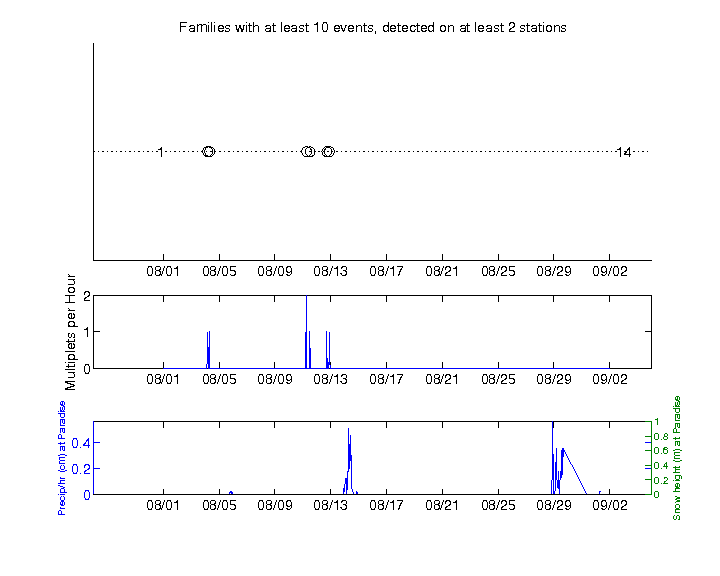 Families with at least 10 events, detected on at least 2 stations
1 14
08/01 08/05 08/09 08/13 08/17 08/21 08/25 08/29 09/02
Multiplets per Hour
2
1
0
08/01 08/05 08/09 08/13 08/17 08/21 08/25 08/29 09/02
Precip/hr (cm) at Paradise
0.4
0.2
0
1
0.8
0.6
0.4
0.2
0
Snow height (m) at Paradise
08/01 08/05 08/09 08/13 08/17 08/21 08/25 08/29 09/02